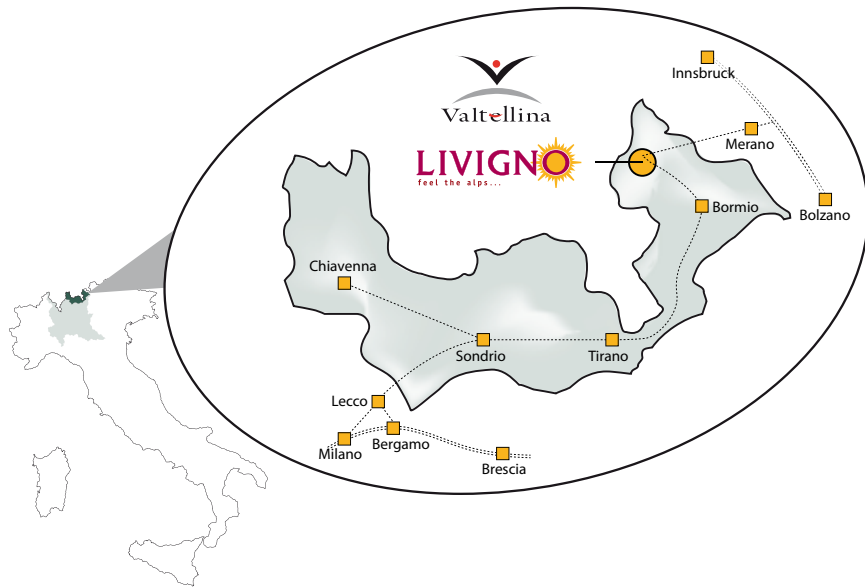 Innsbruck
Valtellina
Merano
LIVIGNO
feel the alps...
Bolzano
Bormio
Chiavenna
Sondrio
Tirano
Lecco
Bergamo
Milano
Brescia